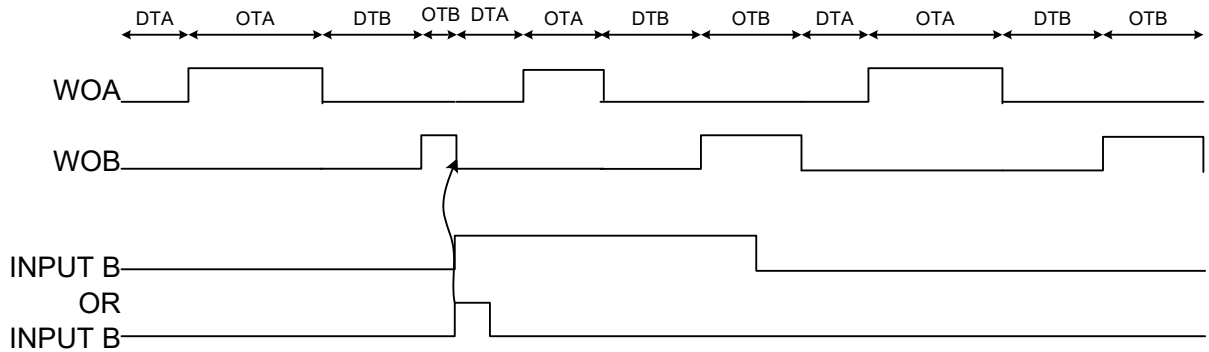 DTA OTA DTB OTB DTA OTA DTB OTB DTA OTA DTB OTB
WOA
WOB
INPUT B
OR
INPUT B